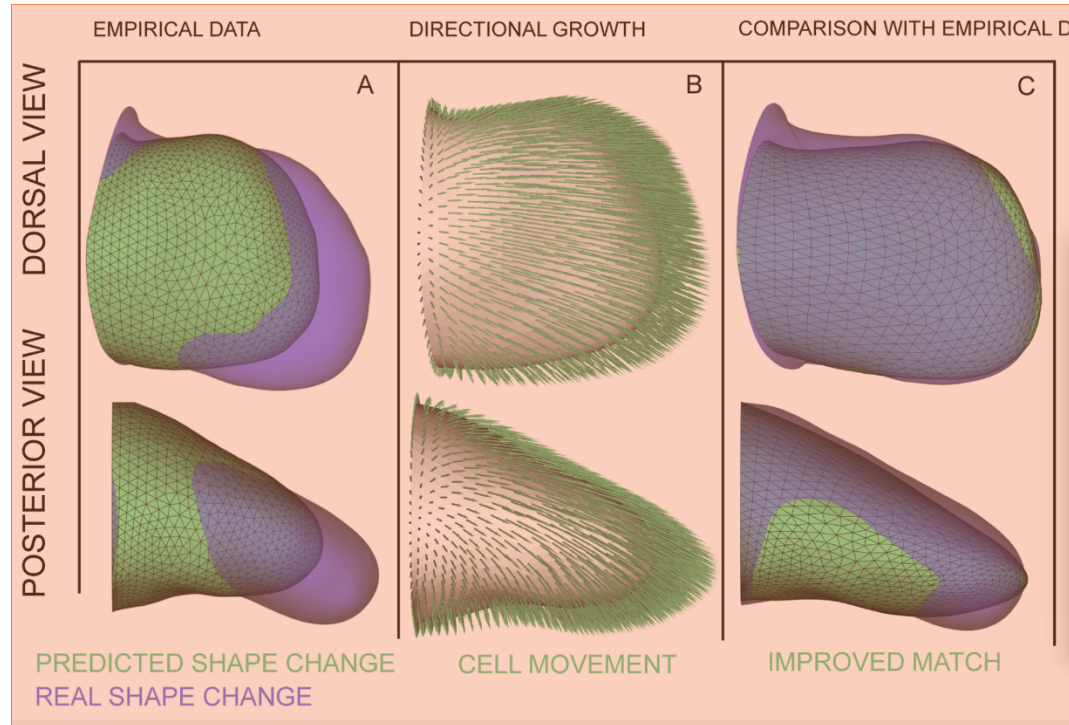 EMPIRICAL DATA
DIRECTIONAL GROWTH
COMPARISON WITH EMPIRICAL D
A
B
C
DORSAL VIEW
POSTERIOR VIEW
PREDICTED SHAPE CHANGE
REAL SHAPE CHANGE
CELL MOVEMENT
IMPROVED MATCH